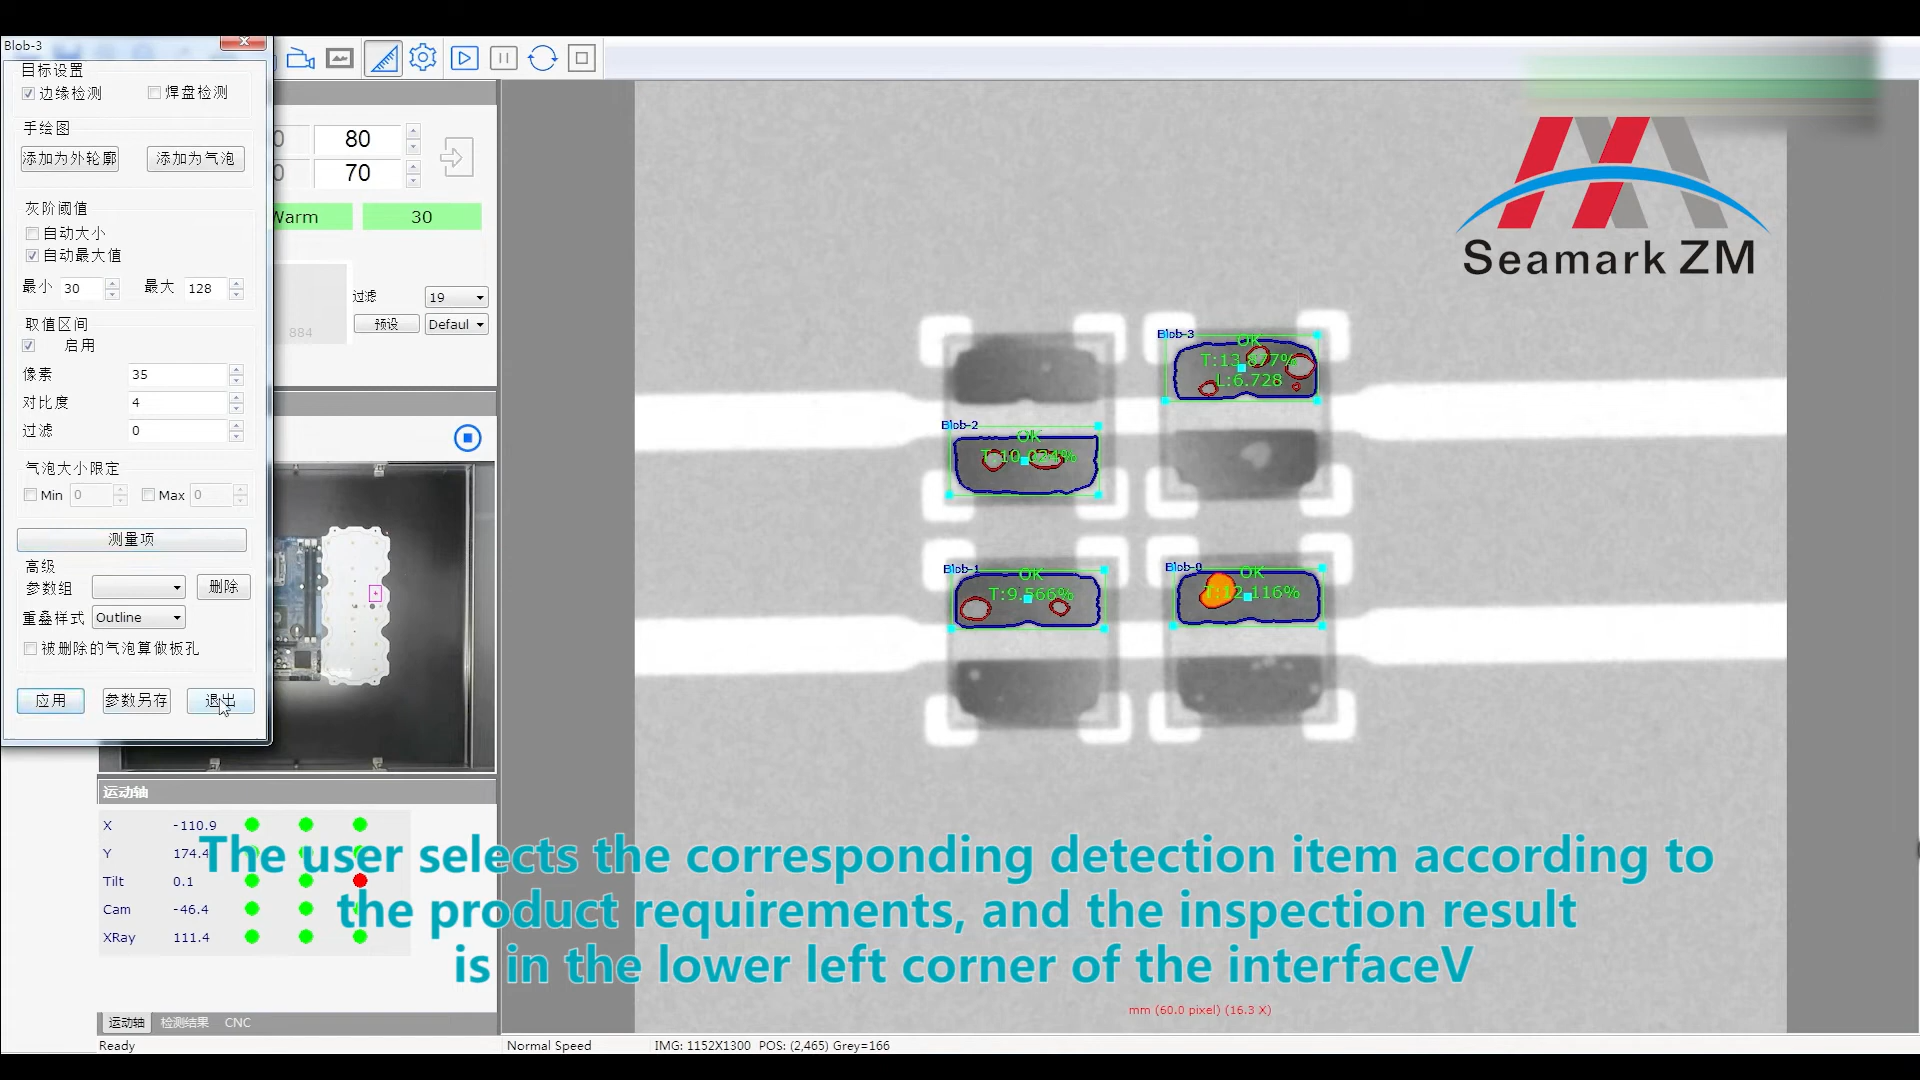 Blob-3
目标设置
边缘检测
焊盘检测
手绘图
添加为外轮廓
添加为气泡
灰阶阈值
自动大小
自动最大值
最小 30
最大 128
取值区间
启用
像素 35
对比度 4
过滤 0
气泡大小限定
Min 0
Max 0
测量项
高级
参数组
删除
重叠样式 Outline
被删除的气泡算做板孔
应用
参数另存
退出
0 80
0 70
Warm
30
884
过滤 19
预设
Defaul
运动轴
X -110.9
Y 174.4
Tilt 0.1
Cam -46.4
XRay 111.4
运动轴
检测结果
CNC
Ready
Normal Speed
IMG: 1152X1300 POS: (2,465) Grey=166
Seamark ZM
Blob-3
OK
T:13.877%
L:6.728
Blob-2
OK
T:10.024%
Blob-1
OK
T:9.566%
Blob-0
OK
T:12.116%
The user selects the corresponding detection item according to
the product requirements, and the inspection result
is in the lower left corner of the interfaceV
mm (60.0 pixel) (16.3 X)